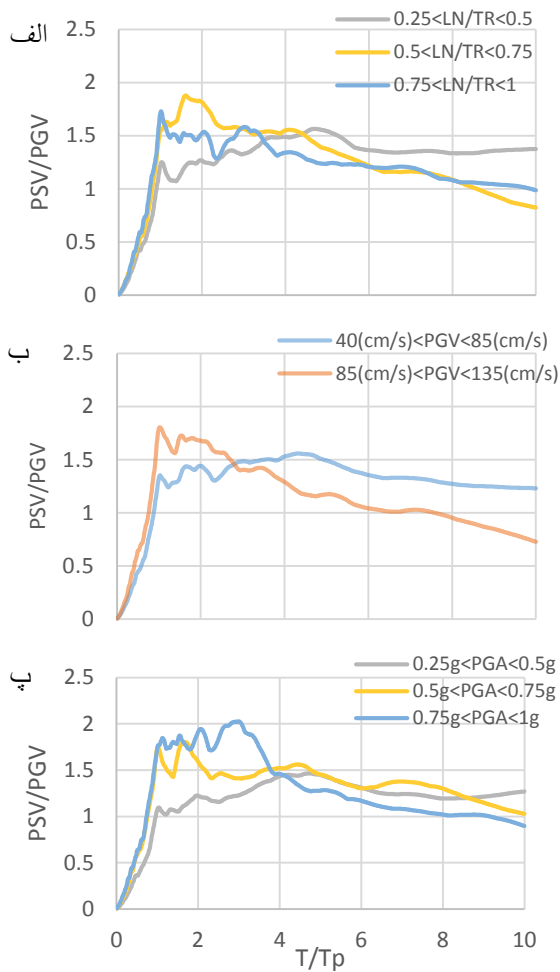 الف
0.25<LN/TR<0.5
0.5<LN/TR<0.75
0.75<LN/TR<1
PSV/PGV
2.5
2
1.5
1
0.5
0
ب
40(cm/s)<PGV<85(cm/s)
85(cm/s)<PGV<135(cm/s)
PSV/PGV
2.5
2
1.5
1
0.5
0
پ
0.25g<PGA<0.5g
0.5g<PGA<0.75g
0.75g<PGA<1g
PSV/PGV
2.5
2
1.5
1
0.5
0
0 2 4 6 8 10
T/Tp